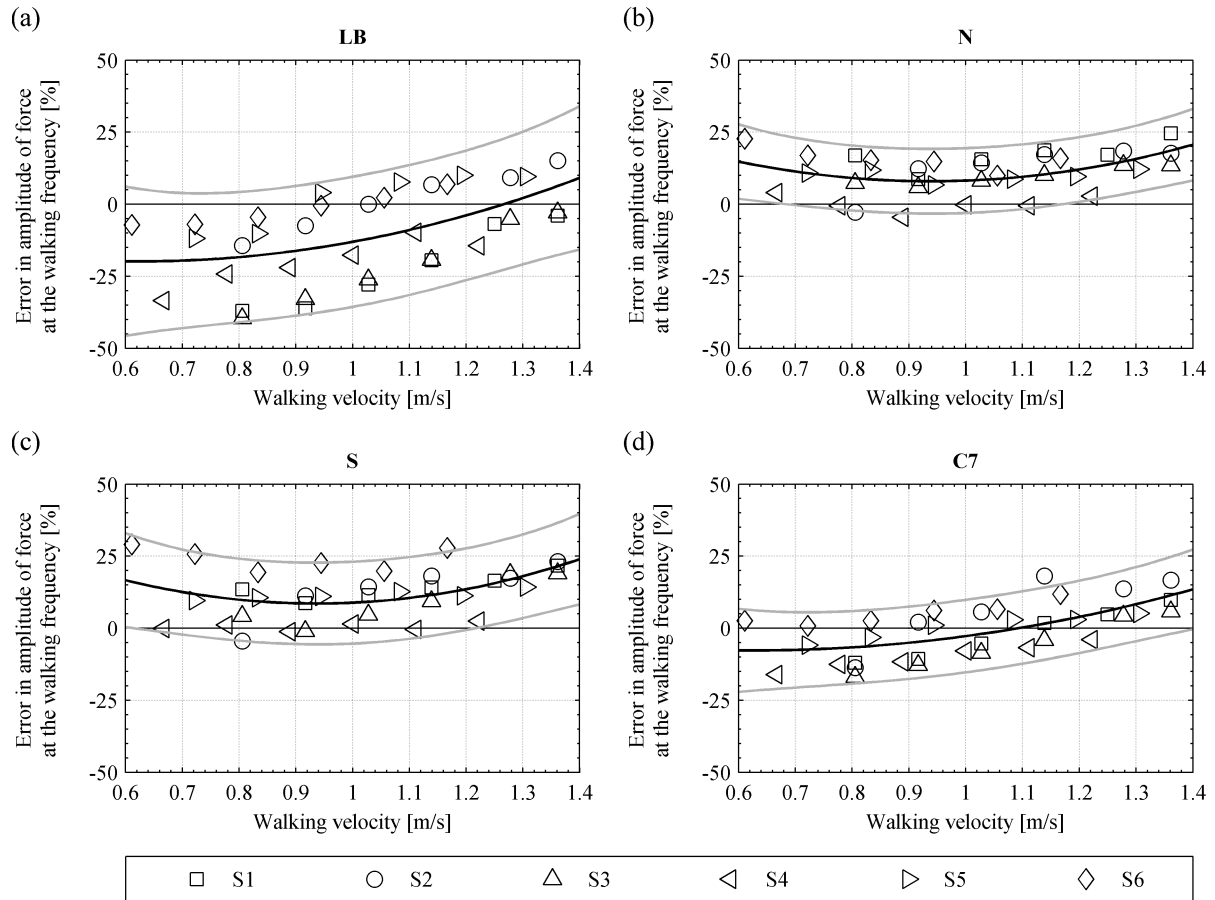 (a)
LB
Error in amplitude of force
at the walking frequency [%]
50
25
0
-25
-50
0.6 0.7 0.8 0.9 1 1.1 1.2 1.3 1.4
Walking velocity [m/s]
(b)
N
Error in amplitude of force
at the walking frequency [%]
50
25
0
-25
-50
0.6 0.7 0.8 0.9 1 1.1 1.2 1.3 1.4
Walking velocity [m/s]
(c)
S
Error in amplitude of force
at the walking frequency [%]
50
25
0
-25
-50
0.6 0.7 0.8 0.9 1 1.1 1.2 1.3 1.4
Walking velocity [m/s]
(d)
C7
Error in amplitude of force
at the walking frequency [%]
50
25
0
-25
-50
0.6 0.7 0.8 0.9 1 1.1 1.2 1.3 1.4
Walking velocity [m/s]
S1 S2 S3 S4 S5 S6